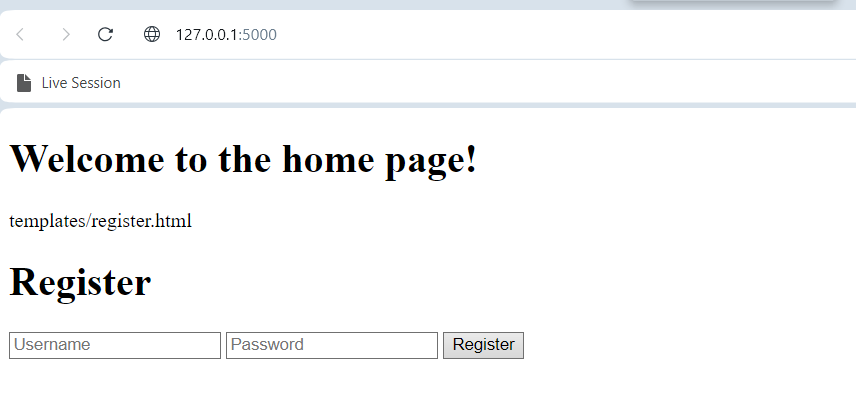 127.0.0.1:5000
Live Session
Welcome to the home page!
templates/register.html
Register
Username Password Register